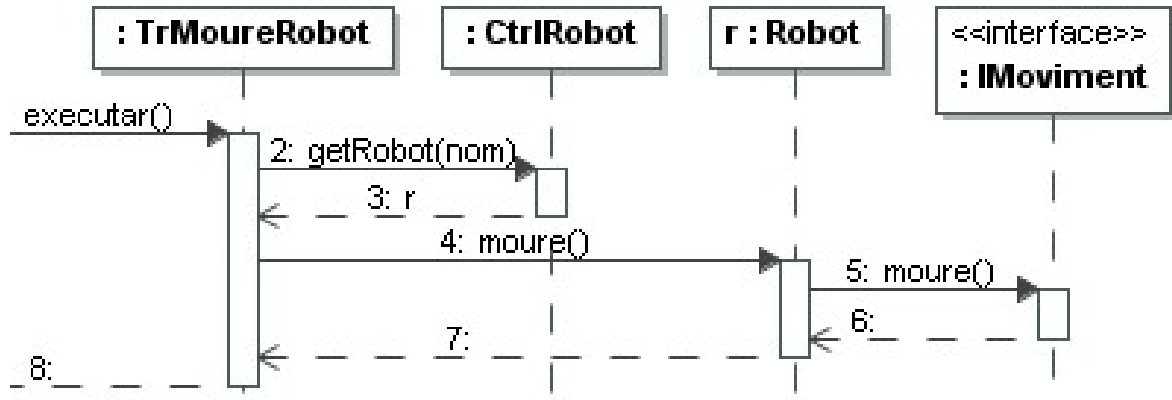 : TrMoureRobot
: CtrlRobot
r : Robot
<<interface>>
: IMoviment
executar()
2: getRobot(nom)
3: r
4: moure()
5: moure()
6:
7:
8: